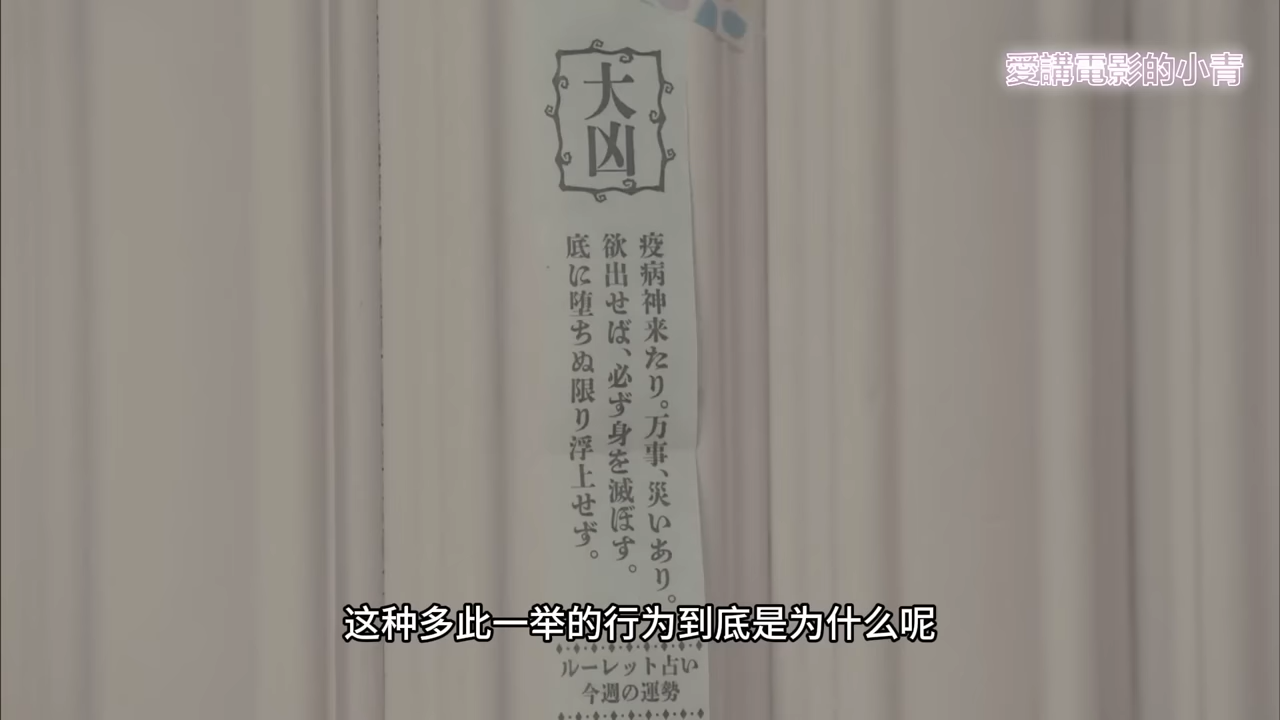 愛講電影的小青
大凶
疫病神来たり。万事、災いあり。
欲出せば、必ず身を滅ぼす。
底に堕ちぬ限り浮上せず。
这种多此一举的行为到底是为什么呢
ルーレット占い
今週の運勢